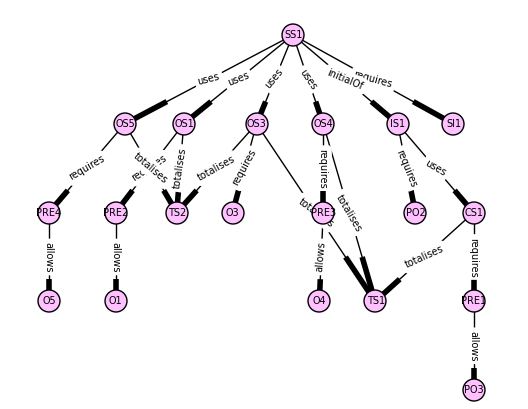 SS1
uses
uses
uses
uses
initialOf
requires
OS5
OS1
OS3
OS4
IS1
SI1
requires
totalises
totalises
totalises
requires
requires
totalises
requires
uses
PRE4
PRE2
TS2
O3
PRE3
PO2
CS1
allows
allows
allows
totalises
requires
O5
O1
O4
TS1
PRE1
allows
PO3